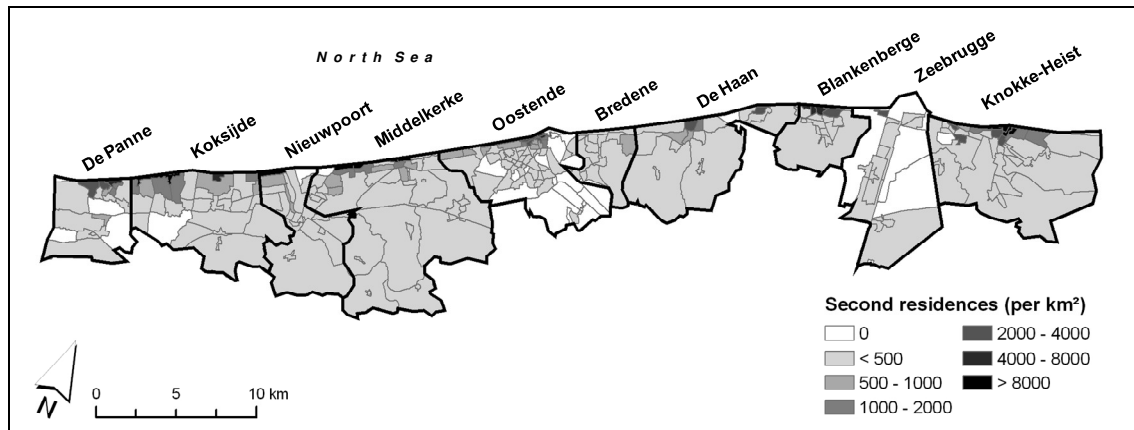 North Sea
De Panne
Koksijde
Nieuwpoort
Middelkerke
Oostende
Bredene
De Haan
Blankenberge
Zeebrugge
Knokke-Heist
Second residences (per km²)
0
< 500
500 - 1000
1000 - 2000
2000 - 4000
4000 - 8000
> 8000
N
0 5 10 km